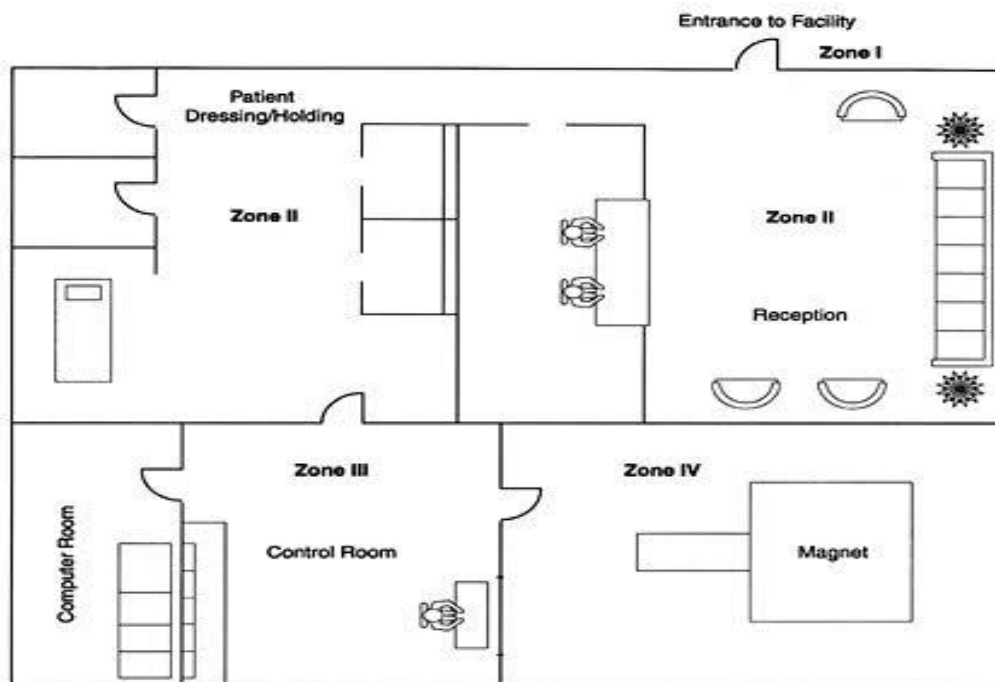 Entrance to Facility
Zone I
Patient
Dressing/Holding
Zone II
Zone II
Reception
Zone III
Zone IV
Computer Room
Control Room
Magnet